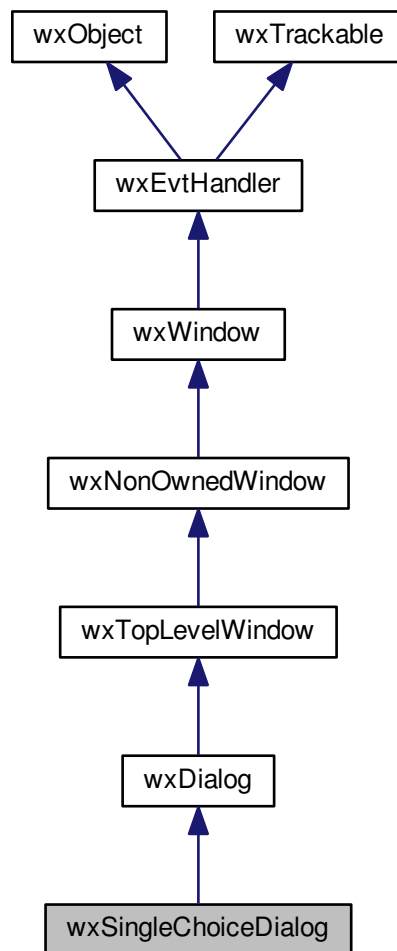 wxObject
wxTrackable
wxEvtHandler
wxWindow
wxNonOwnedWindow
wxTopLevelWindow
wxDialog
wxSingleChoiceDialog